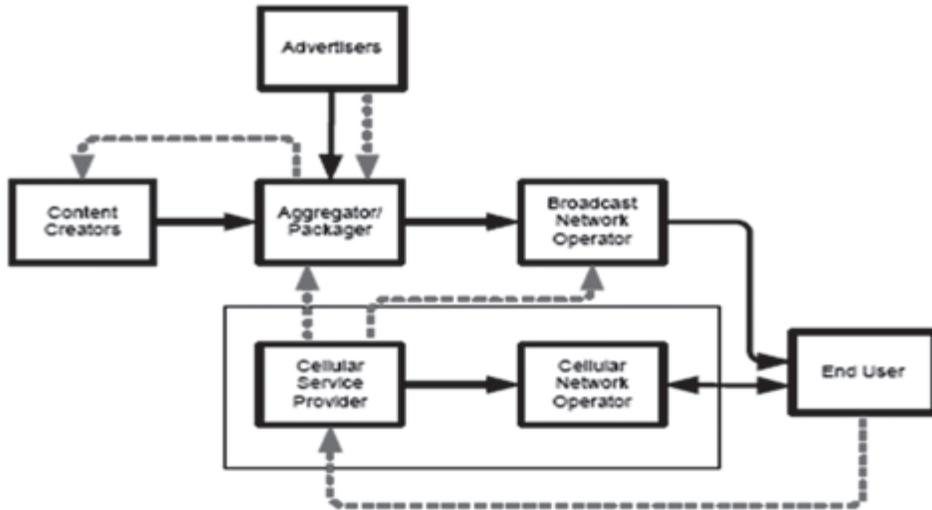 Advertisers
Content
Creators
Aggregator/
Packager
Broadcast
Network
Operator
Cellular
Service
Provider
Cellular
Network
Operator
End User